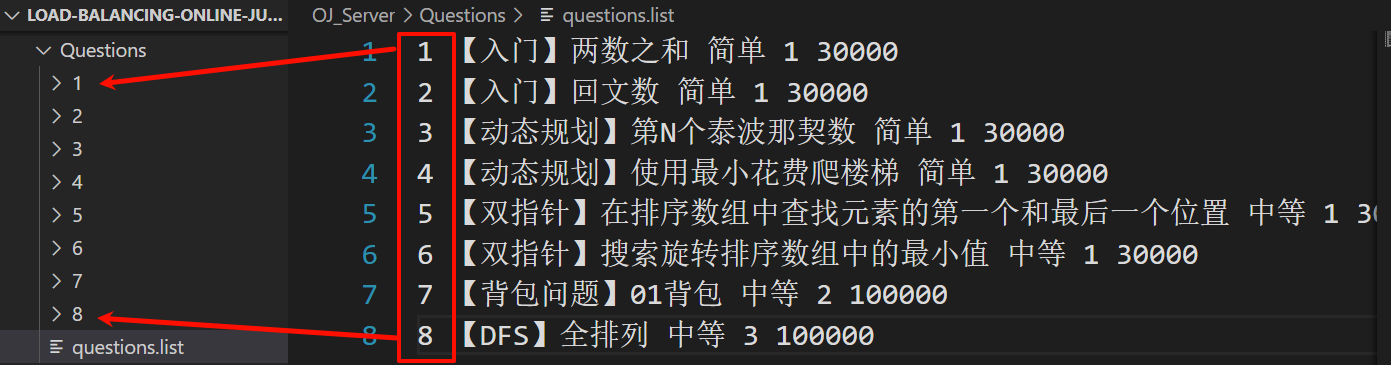 LOAD-BALANCING-ONLINE-JU...
Questions
1
2
3
4
5
6
7
8
questions.list
OJ_Server > Questions > questions.list
1 1 【入门】两数之和 简单 1 30000
2 2 【入门】回文数 简单 1 30000
3 3 【动态规划】第N个泰波那契数 简单 1 30000
4 4 【动态规划】使用最小花费爬楼梯 简单 1 30000
5 5 【双指针】在排序数组中查找元素的第一个和最后一个位置 中等 1
6 6 【双指针】搜索旋转排序数组中的最小值 中等 1 30000
7 7 【背包问题】01背包 中等 2 100000
8 8 【DFS】全排列 中等 3 100000